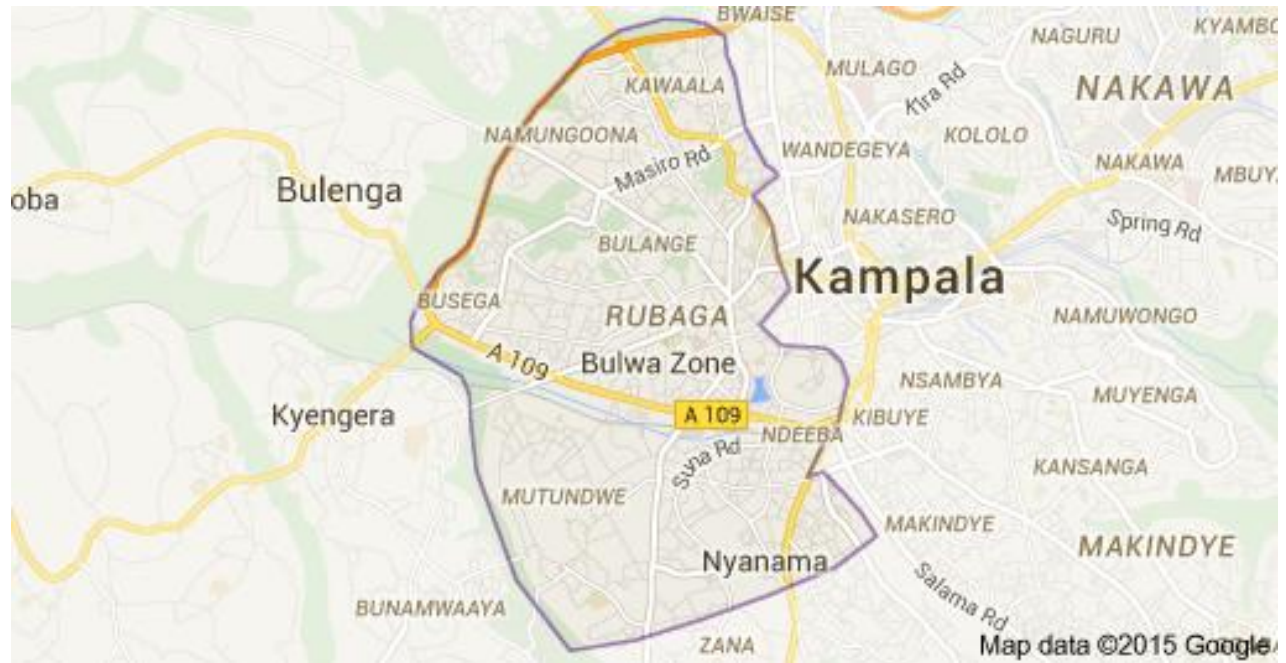 BWAISE
NAGURU
KYAMBO
MULAGO
KAWAALA
Kira Rd
NAKAWA
KOLOLO
NAMUNGOONA
WANDEGEYA
NAKAWA
Masiro Rd
MBUYA
oba
Bulenga
NAKASERO
Spring Rd
BULANGE
Kampala
BUSEGA
RUBAGA
NAMUWONGO
A 109
Bulwa Zone
NSAMBYA
MUYENGA
Kyengera
A 109
KIBUYE
NDEEBA
Suna Rd
KANSANGA
MUTUNDWE
MAKINDYE
MAKINDYE
Nyanama
Salama Rd
BUNAMWAAYA
ZANA
Map data ©2015 Google